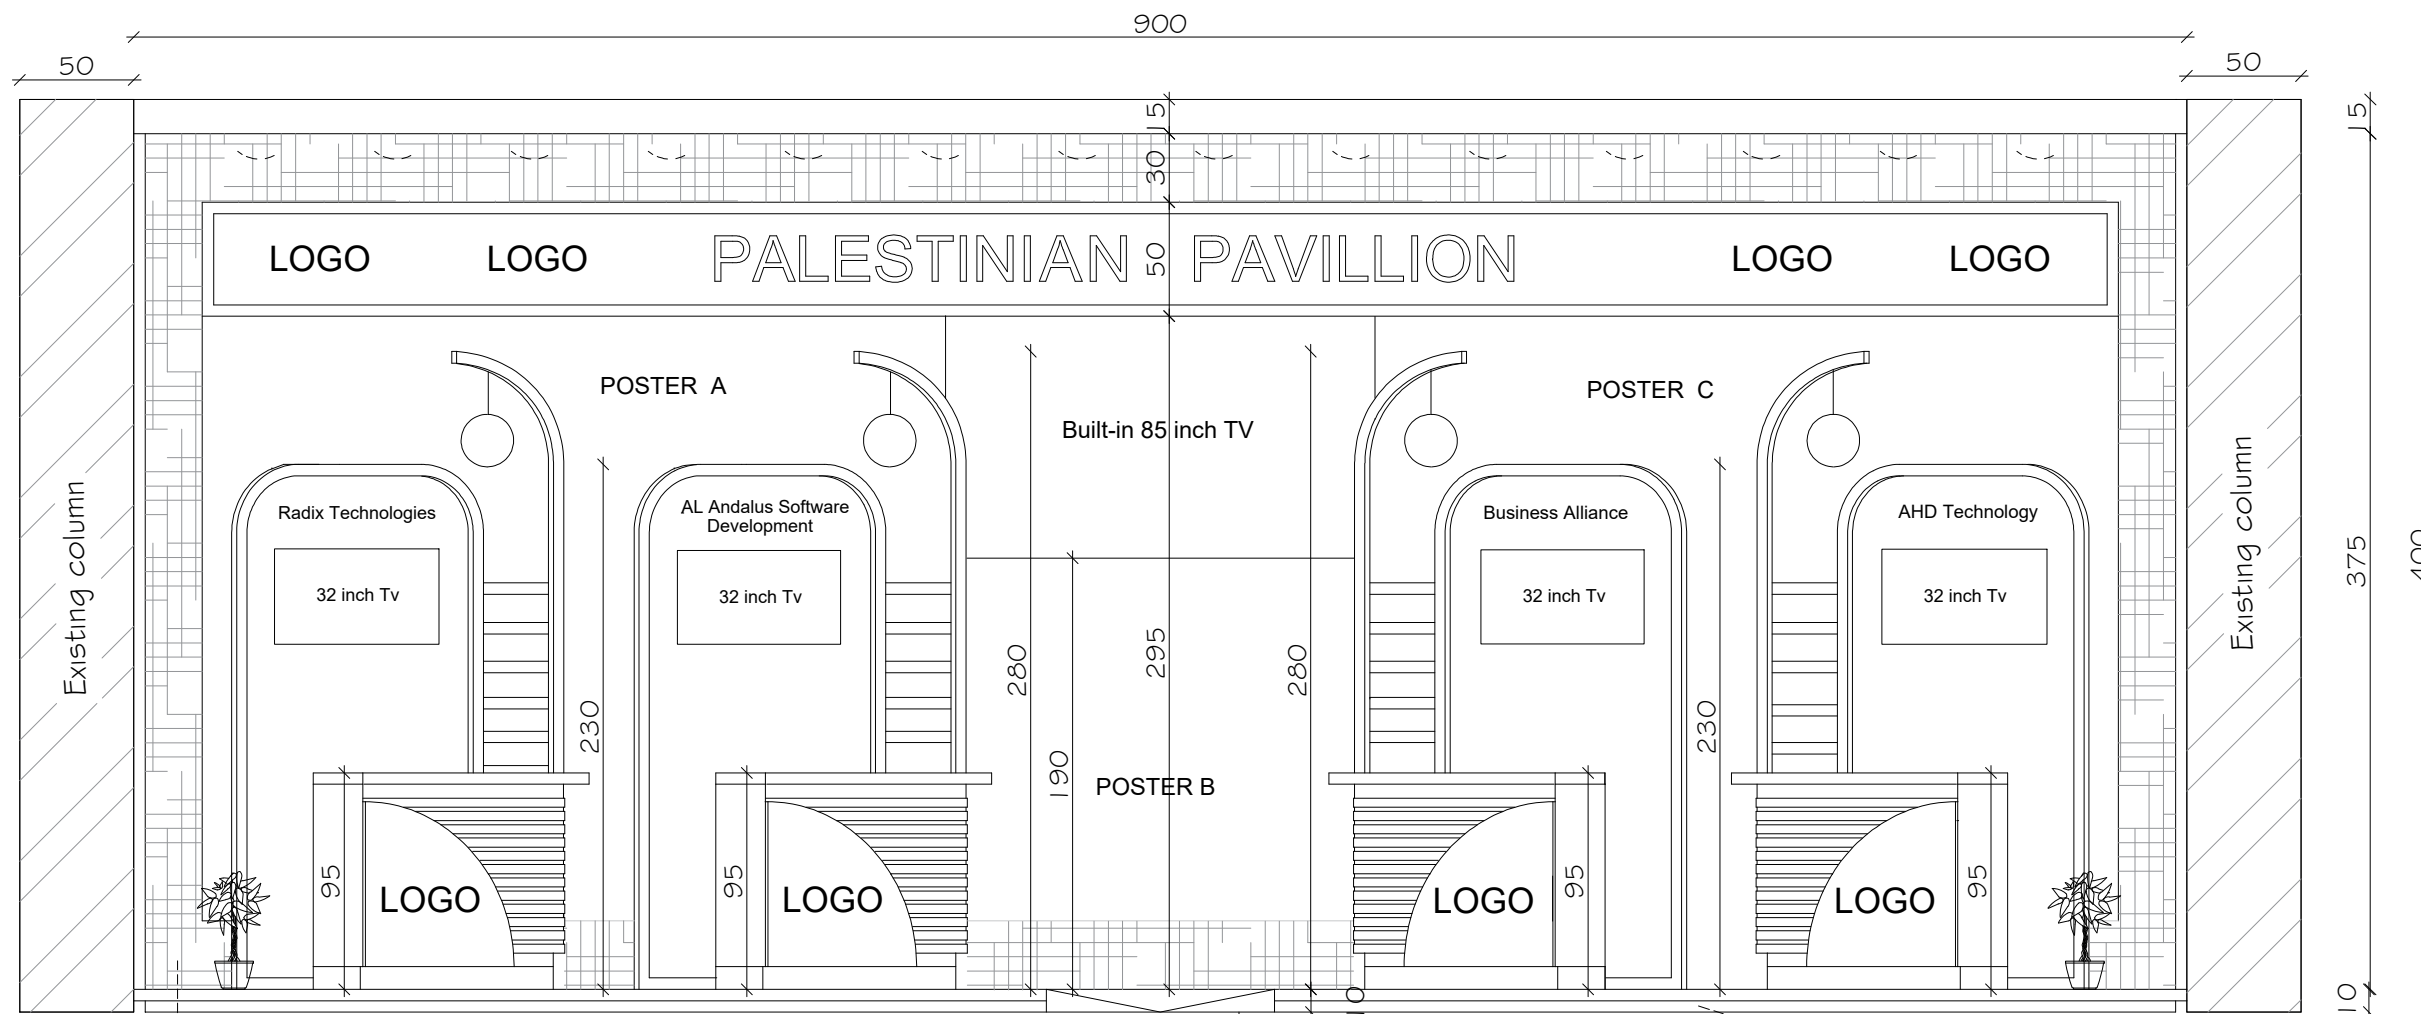 900
50
50
15
15
30
LOGO LOGO PALESTINIAN PAVILLION LOGO LOGO
50
POSTER A
POSTER C
Built-in 85 inch TV
Existing column
Existing column
Radix Technologies
AL Andalus Software
Development
Business Alliance
AHD Technology
375
400
32 inch Tv
32 inch Tv
32 inch Tv
32 inch Tv
280
295
280
230
230
190
POSTER B
95
95
95
95
LOGO
LOGO
LOGO
LOGO
10
10